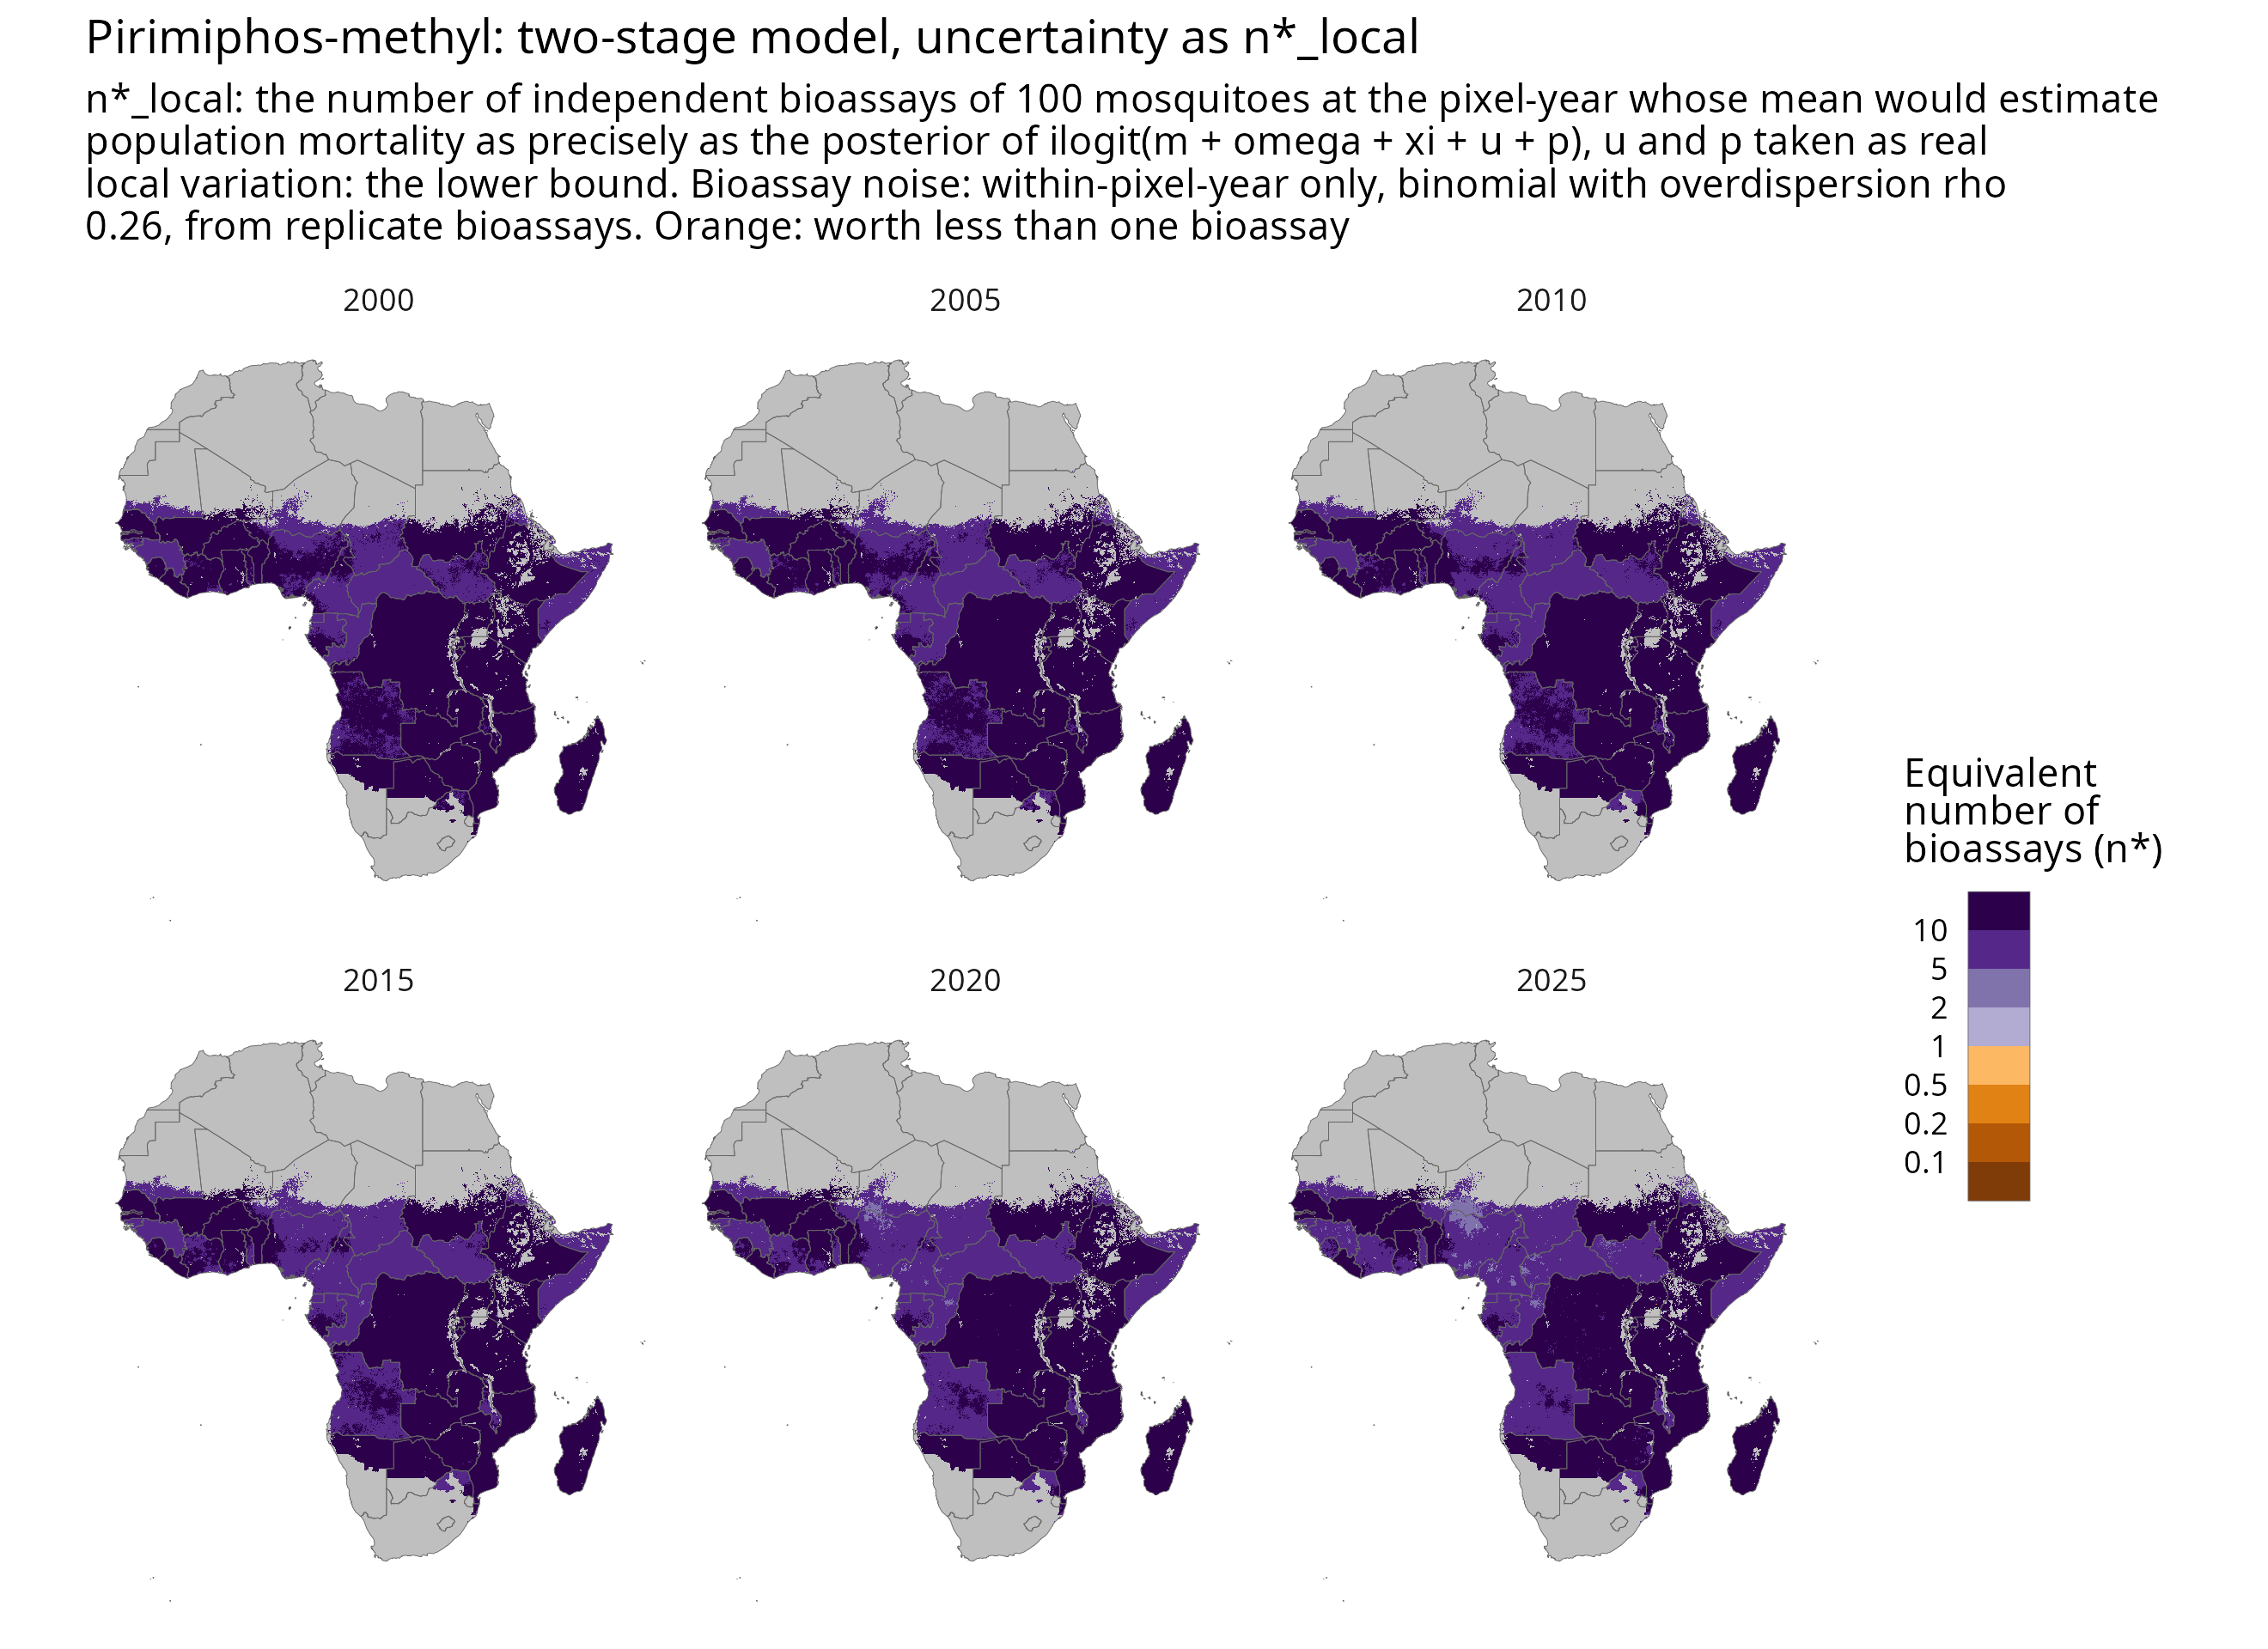 Pirimiphos-methyl: two-stage model, uncertainty as n*_local
n*_local: the number of independent bioassays of 100 mosquitoes at the pixel-year whose mean would estimate
population mortality as precisely as the posterior of ilogit(m + omega + xi + u + p), u and p taken as real
local variation: the lower bound. Bioassay noise: within-pixel-year only, binomial with overdispersion rho
0.26, from replicate bioassays. Orange: worth less than one bioassay
2000
2005
2010
2015
2020
2025
Equivalent
number of
bioassays (n*)
10
5
2
1
0.5
0.2
0.1